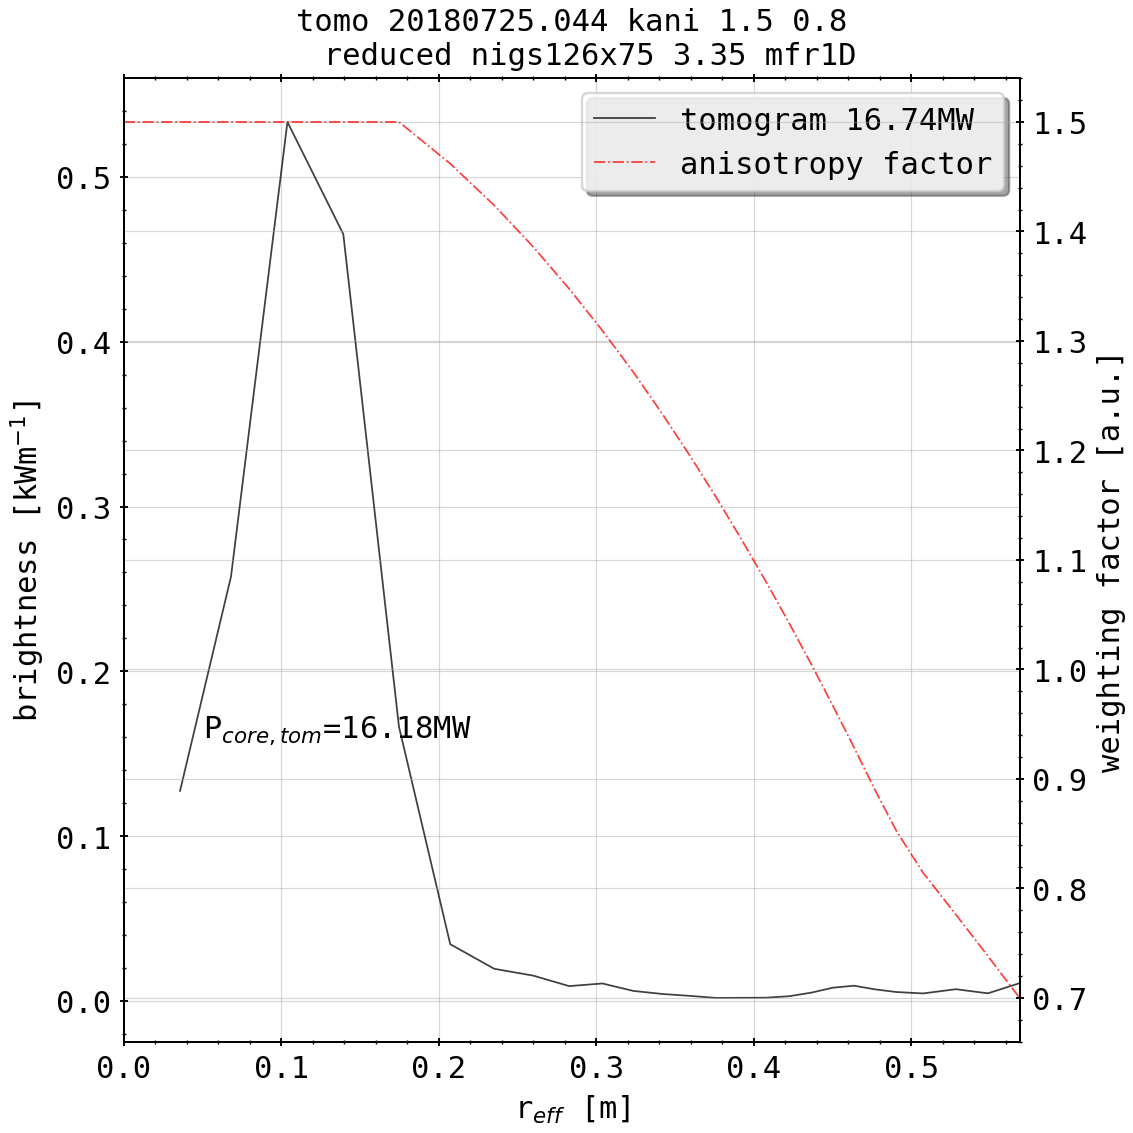 tomo 20180725.044 kani 1.5 0.8
reduced nigs126x75 3.35 mfr1D
tomogram 16.74MW
anisotropy factor
brightness [kWm⁻¹]
0.5
0.4
0.3
0.2
0.1
0.0
P_core,tom=16.18MW
1.5
1.4
1.3
1.2
1.1
1.0
0.9
0.8
0.7
weighting factor [a.u.]
0.0 0.1 0.2 0.3 0.4 0.5
r_eff [m]